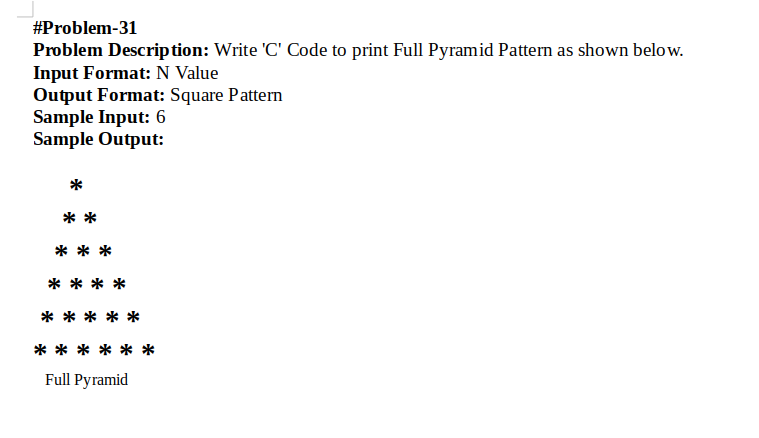 #Problem-31
Problem Description: Write 'C' Code to print Full Pyramid Pattern as shown below.
Input Format: N Value
Output Format: Square Pattern
Sample Input: 6
Sample Output:
*
* *
* * *
* * * *
* * * * *
* * * * * *
Full Pyramid